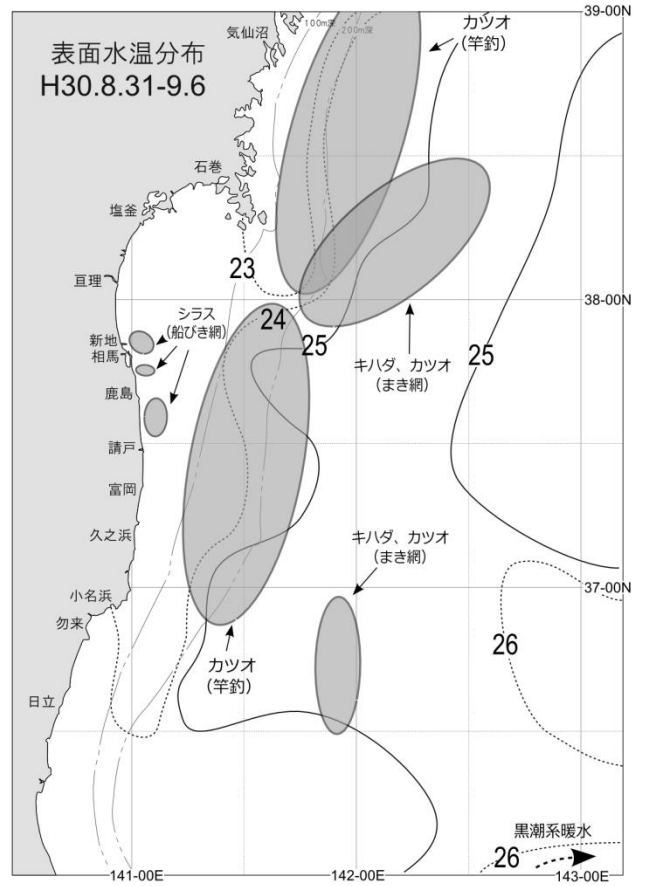 39-00N
カツオ
(竿釣)
気仙沼
100m深
200m深
表面水温分布
H30.8.31-9.6
石巻
塩釜
亘理
23
38-00N
シラス
(船びき網)
24
新地
相馬
25
25
キハダ、カツオ
(まき網)
鹿島
請戸
富岡
久之浜
キハダ、カツオ
(まき網)
37-00N
小名浜
勿来
26
カツオ
(竿釣)
日立
黒潮系暖水
26
141-00E
142-00E
143-00E